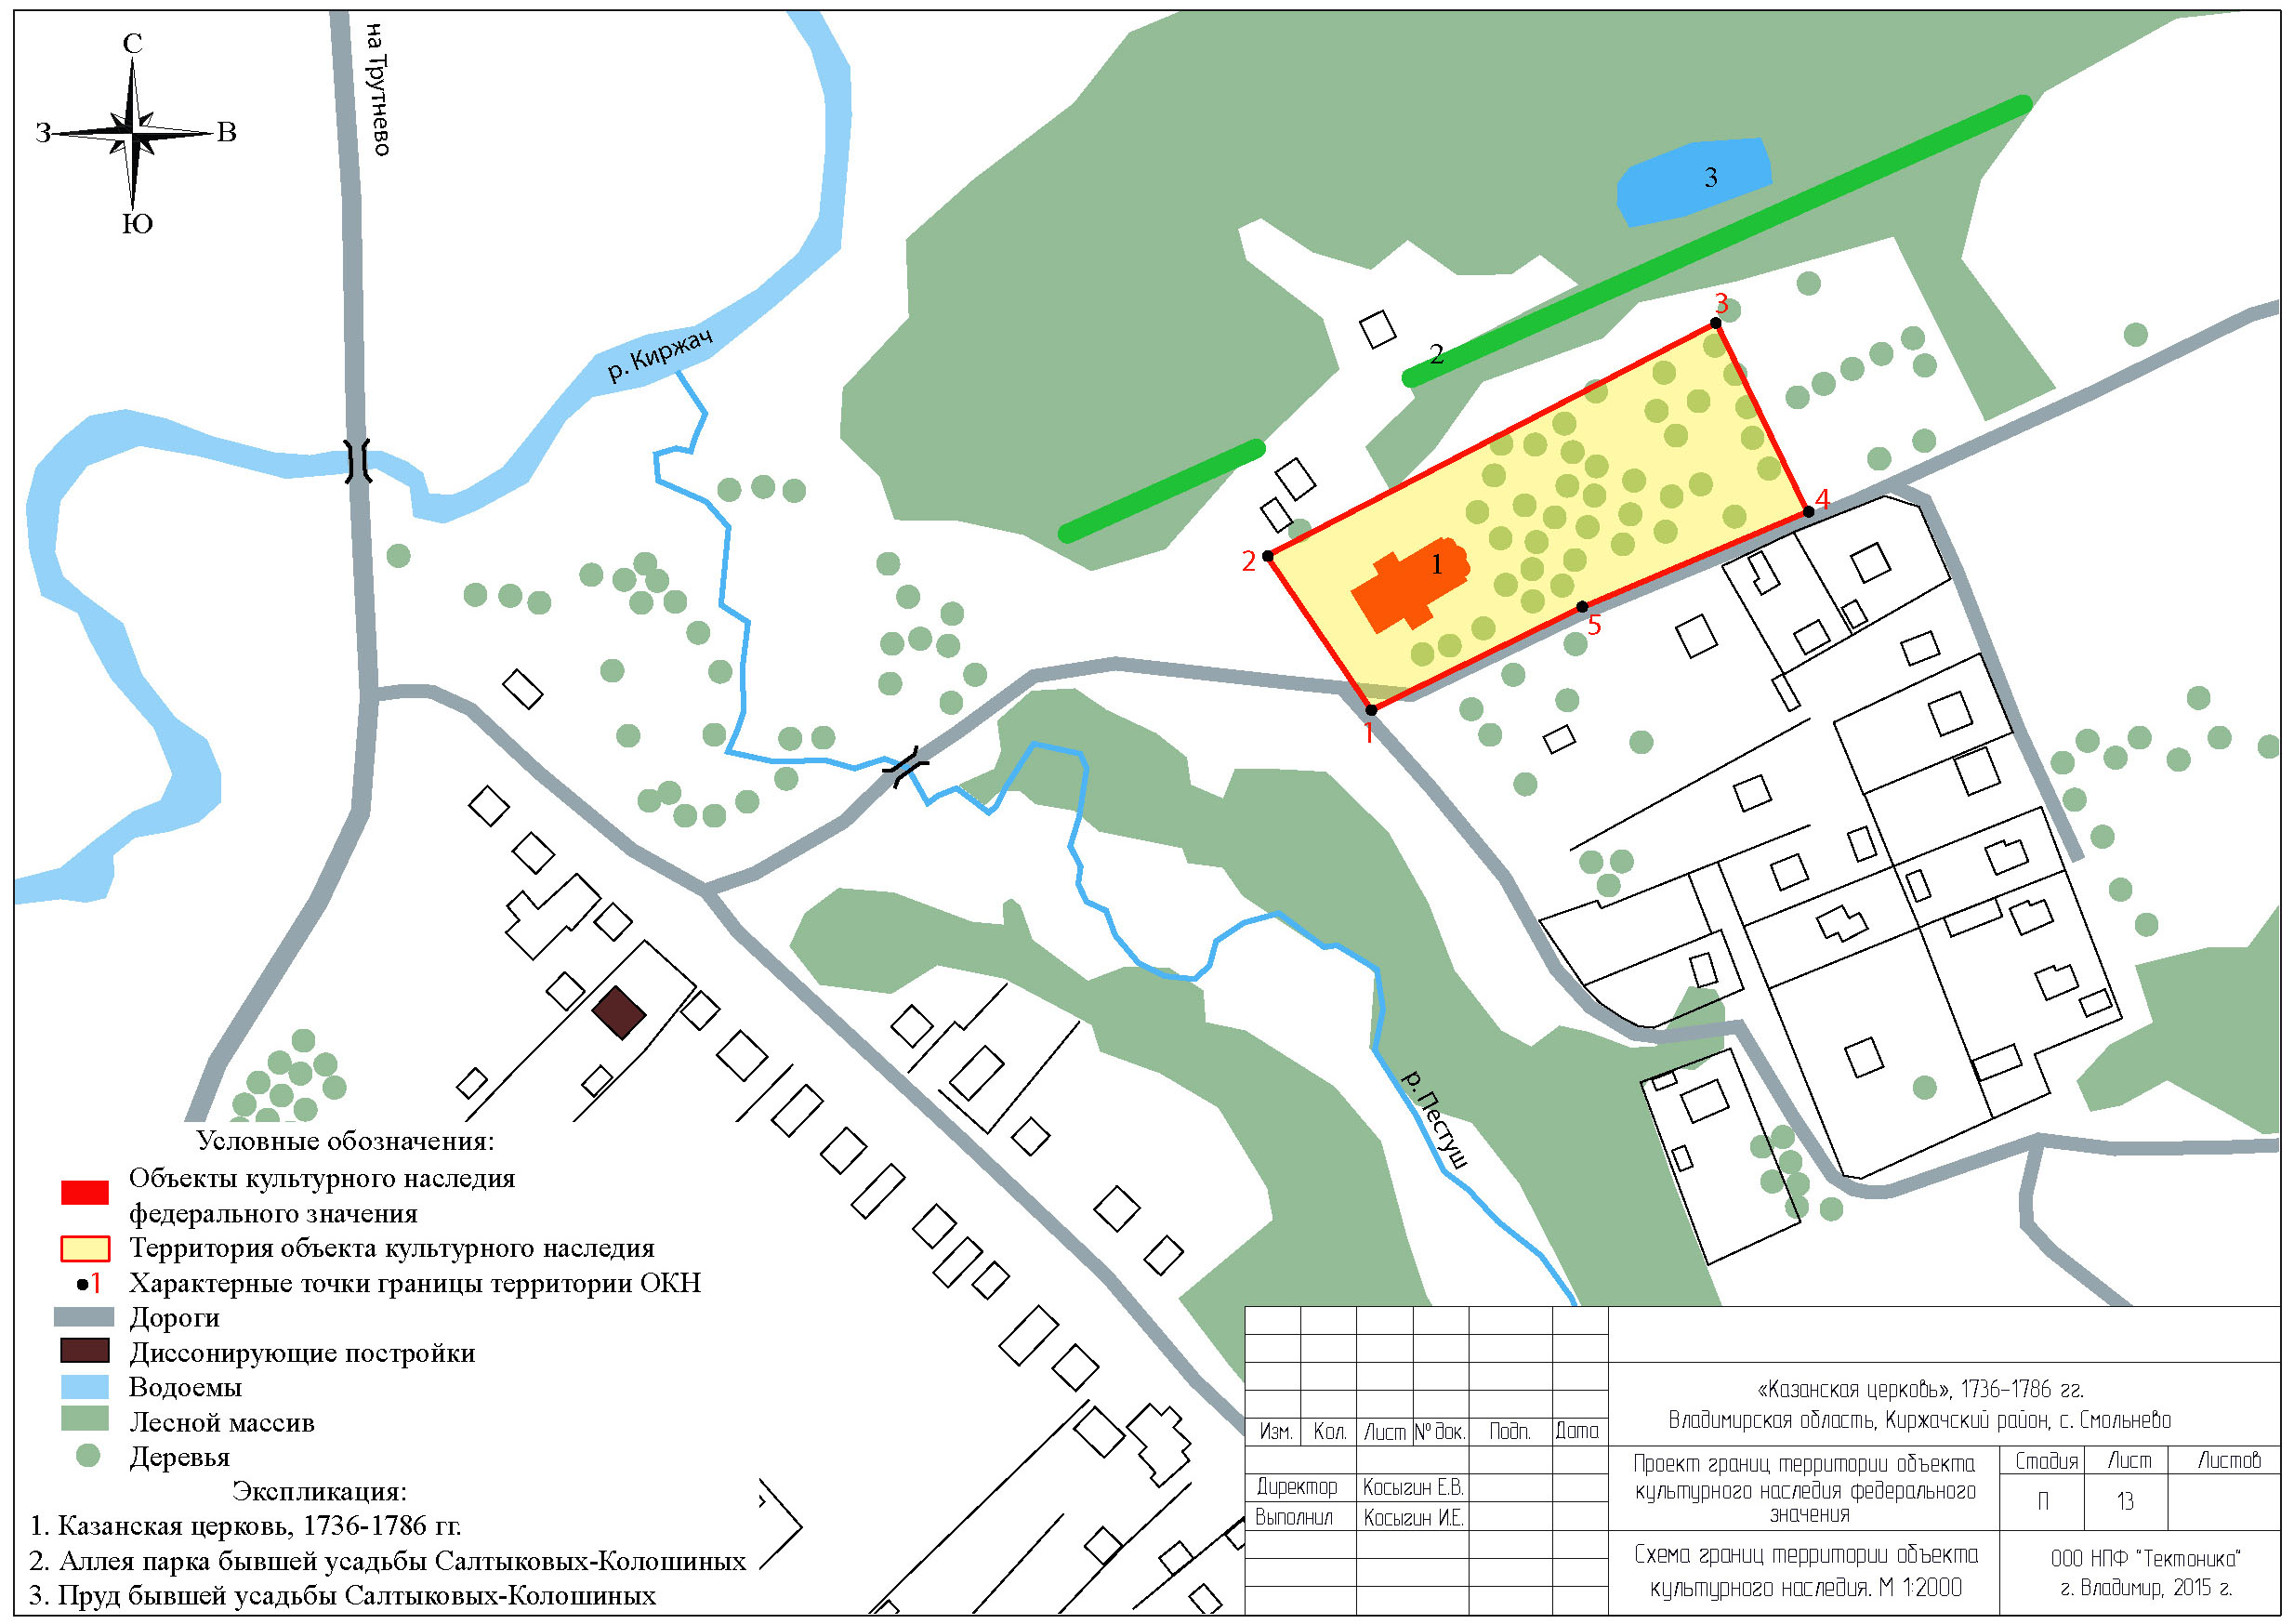 С
З
В
Ю
на Трутнево
р. Киржач
3
2
1
3
2
4
5
1
р. Пестуш
Условные обозначения:
Объекты культурного наследия
федерального значения
Территория объекта культурного наследия
1 Характерные точки границы территории ОКН
Дороги
Диссонирующие постройки
Водоемы
Лесной массив
Деревья
Экспликация:
1. Казанская церковь, 1736-1786 гг.
2. Аллея парка бывшей усадьбы Салтыковых-Колошиных
3. Пруд бывшей усадьбы Салтыковых-Колошиных
«Казанская церковь», 1736-1786 гг.
Владимирская область, Киржачский район, с. Смольнево
Изм. Кол. Лист № док. Подп. Дата
Директор Косыгин Е.В.
Выполнил Косыгин И.Е.
Проект границ территории объекта
культурного наследия федерального
значения
Стадия Лист Листов
П 13
Схема границ территории объекта
культурного наследия. М 1:2000
ООО НПФ "Тектоника"
г. Владимир, 2015 г.